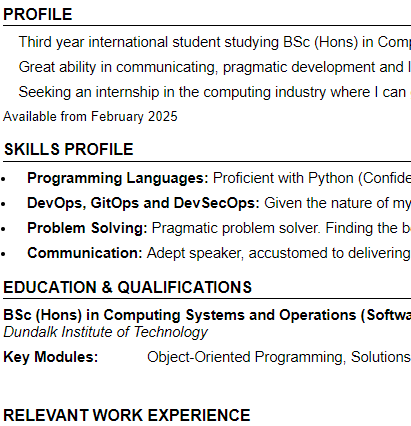 PROFILE
Third year international student studying BSc (Hons) in Comp
Great ability in communicating, pragmatic development and
Seeking an internship in the computing industry where I can
Available from February 2025
SKILLS PROFILE
• Programming Languages: Proficient with Python (Confide
• DevOps, GitOps and DevSecOps: Given the nature of my
• Problem Solving: Pragmatic problem solver. Finding the b
• Communication: Adept speaker, accustomed to delivering
EDUCATION & QUALIFICATIONS
BSc (Hons) in Computing Systems and Operations (Softwa
Dundalk Institute of Technology
Key Modules: Object-Oriented Programming, Solutions
RELEVANT WORK EXPERIENCE